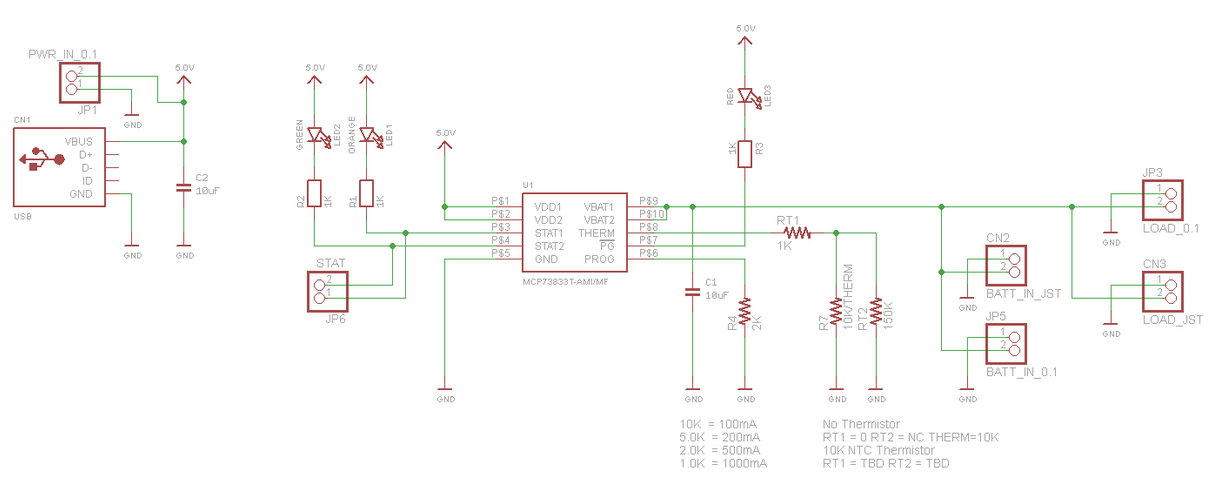 PWR_IN_0.1
2
1
JP1
5.0V
GND
CN1
VBUS
D+
D-
ID
GND
USB
C2
10uF
GND
GND
5.0V
5.0V
GREEN
LED2
ORANGE
LED1
R2
1K
R1
1K
STAT
2
1
JP6
5.0V
U1
P$1 VDD1 VBAT1 P$9
P$2 VDD2 VBAT2 P$10
P$3 STAT1 THERM P$8
P$4 STAT2 PG P$7
P$5 GND PROG P$6
MCP73833T-AMI/MF
GND
5.0V
RED
LED3
1K
R3
C1
10uF
GND
R4
2K
GND
RT1
1K
R7
10K/THERM
GND
RT2
150K
GND
JP3
1
2
LOAD_0.1
GND
CN2
1
2
BATT_IN_JST
GND
CN3
1
2
LOAD_JST
GND
JP5
1
2
BATT_IN_0.1
GND
10K = 100mA
5.0K = 200mA
2.0K = 500mA
1.0K = 1000mA
No Thermistor
RT1 = 0 RT2 = NC THERM=10K
10K NTC Thermistor
RT1 = TBD RT2 = TBD